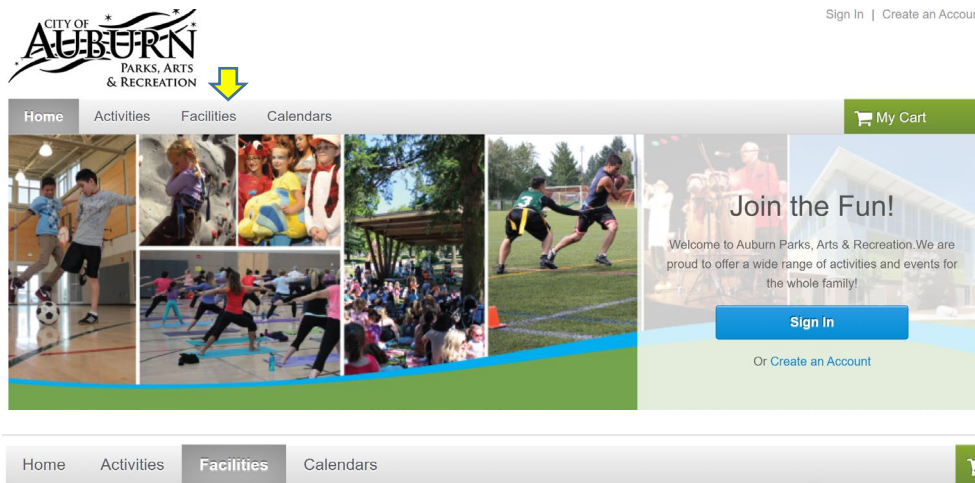 Sign In | Create an Accour
CITY OF
AUBURN
PARKS, ARTS
& RECREATION
Home Activities Facilities Calendars My Cart
Join the Fun!
Welcome to Auburn Parks, Arts & Recreation.We are
proud to offer a wide range of activities and events for
the whole family!
Sign In
Or Create an Account
Home Activities Facilities Calendars